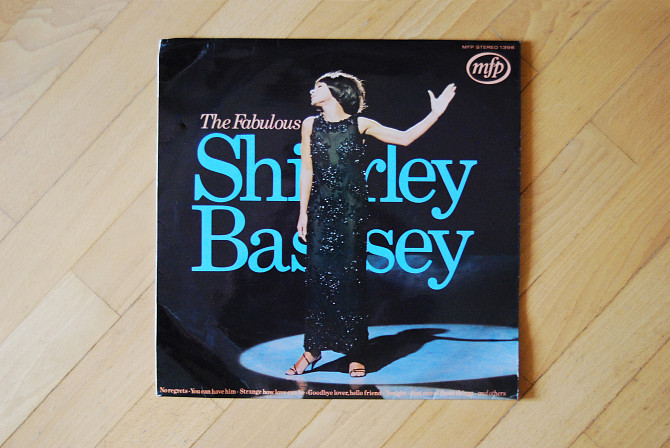 MFP STEREO 1398
mfp
The Fabulous
Shirley
Bassey
No regrets · You can have him · Strange how love can be · Goodbye lover, hello friend · and others